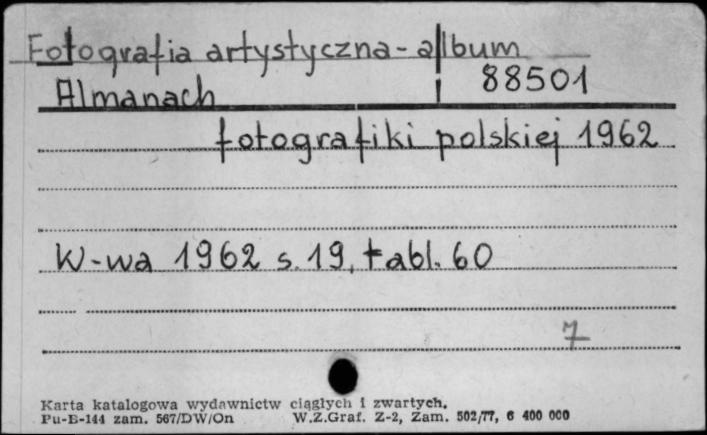 Fotografia artystyczna-album
Almanach 88501
fotografiki polskiej 1962
W-wa 1962 s. 19, tabl. 60
7
Karta katalogowa wydawnictw ciągłych i zwartych.
Pu-E-144 zam. 567/DW/On W.Z.Graf. Z-2, Zam. 502/77, 6 400 000